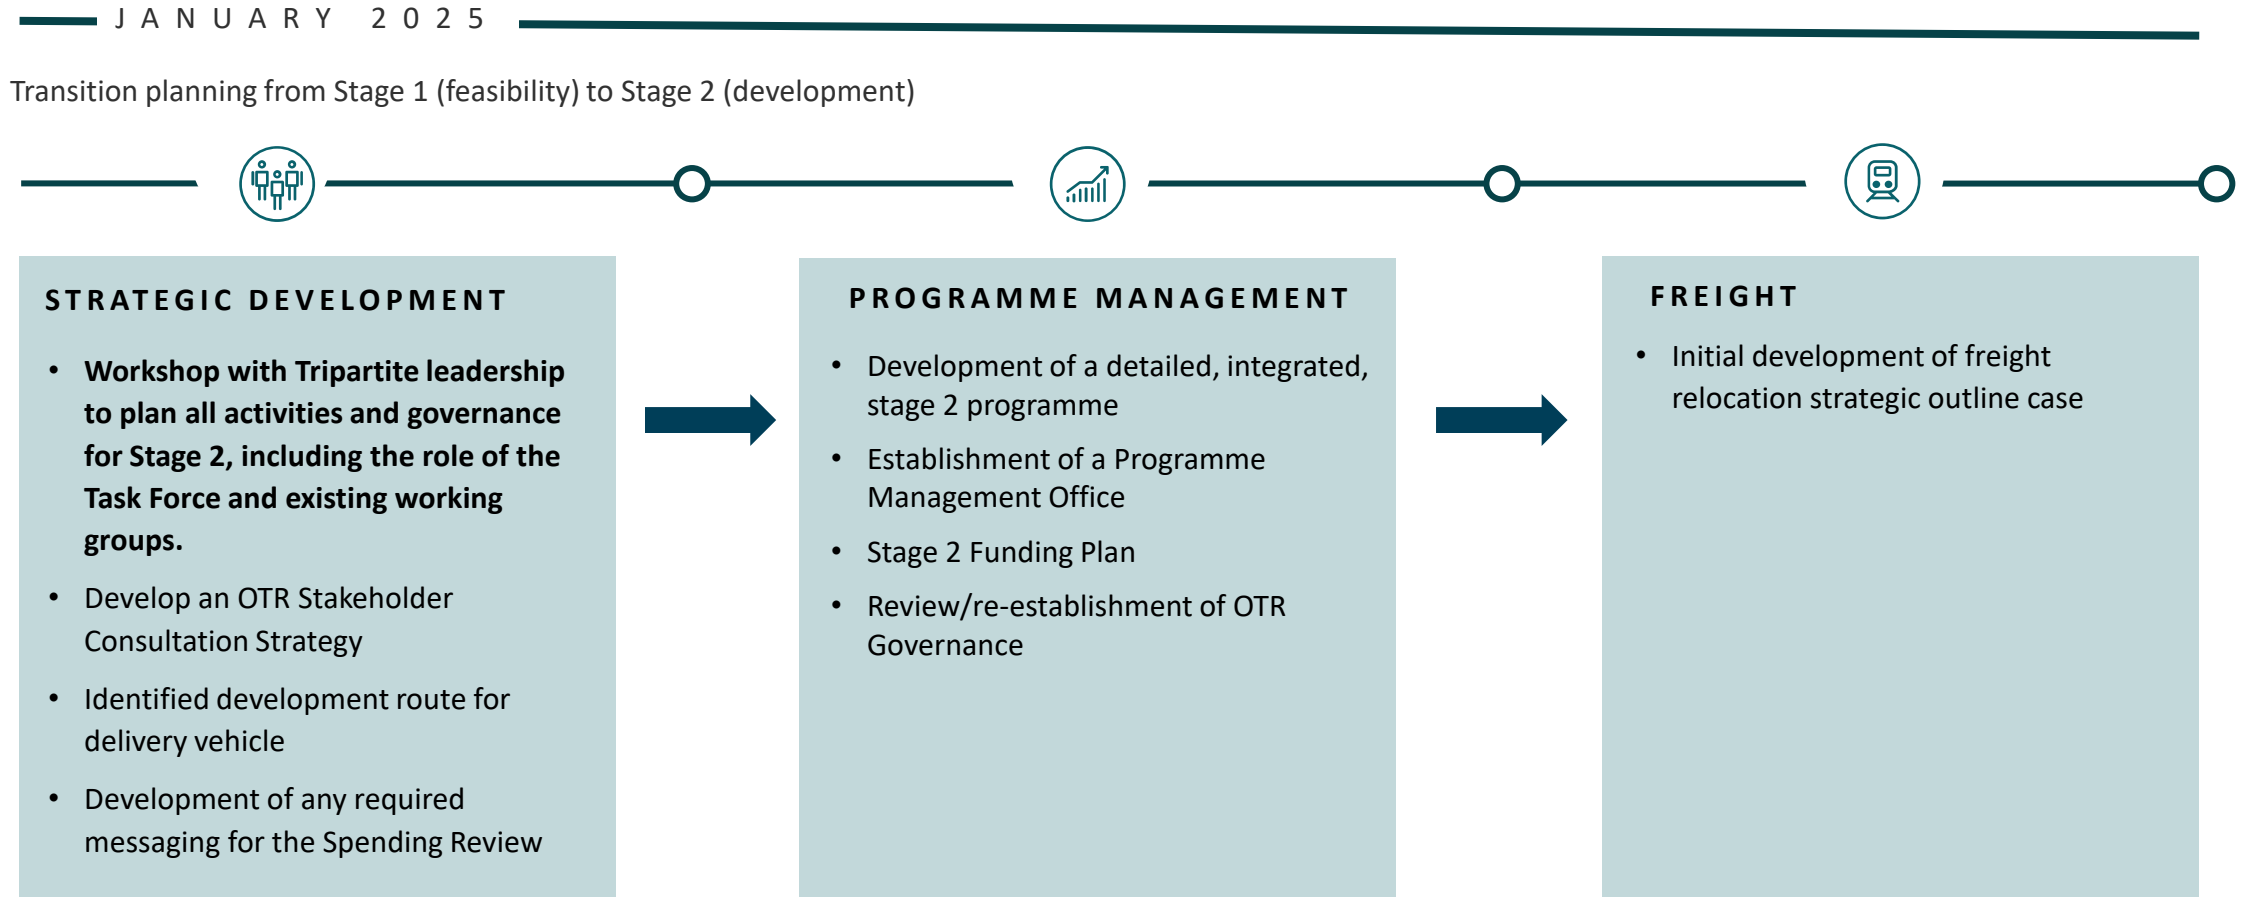 JANUARY 2025
Transition planning from Stage 1 (feasibility) to Stage 2 (development)
STRATEGIC DEVELOPMENT
• Workshop with Tripartite leadership
to plan all activities and governance
for Stage 2, including the role of the
Task Force and existing working
groups.
• Develop an OTR Stakeholder
Consultation Strategy
• Identified development route for
delivery vehicle
• Development of any required
messaging for the Spending Review
PROGRAMME MANAGEMENT
• Development of a detailed, integrated,
stage 2 programme
• Establishment of a Programme
Management Office
• Stage 2 Funding Plan
• Review/re-establishment of OTR
Governance
FREIGHT
• Initial development of freight
relocation strategic outline case